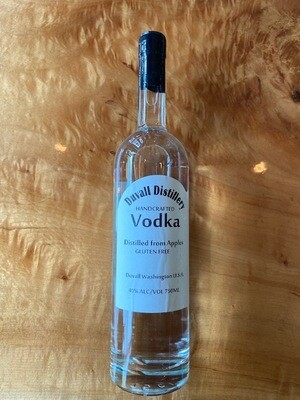 Duvall Distillery
HANDCRAFTED
Vodka
Distilled from Apples
GLUTEN FREE
Duvall Washington U.S.A.
40% ALC/VOL 750ML